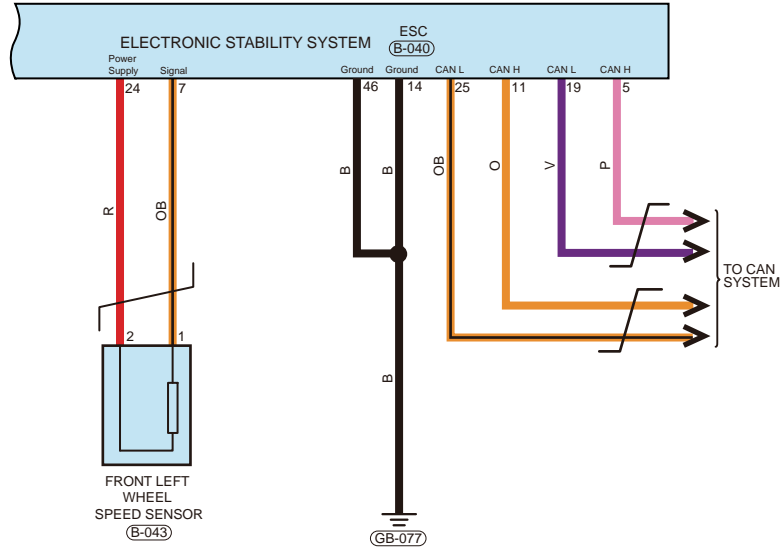 ELECTRONIC STABILITY SYSTEM
ESC
B-040
Power
Supply
Signal
Ground
Ground
CAN L
CAN H
CAN L
CAN H
24
7
46
14
25
11
19
5
R
OB
B
B
OB
O
V
P
TO CAN
SYSTEM
2
1
B
FRONT LEFT
WHEEL
SPEED SENSOR
B-043
GB-077